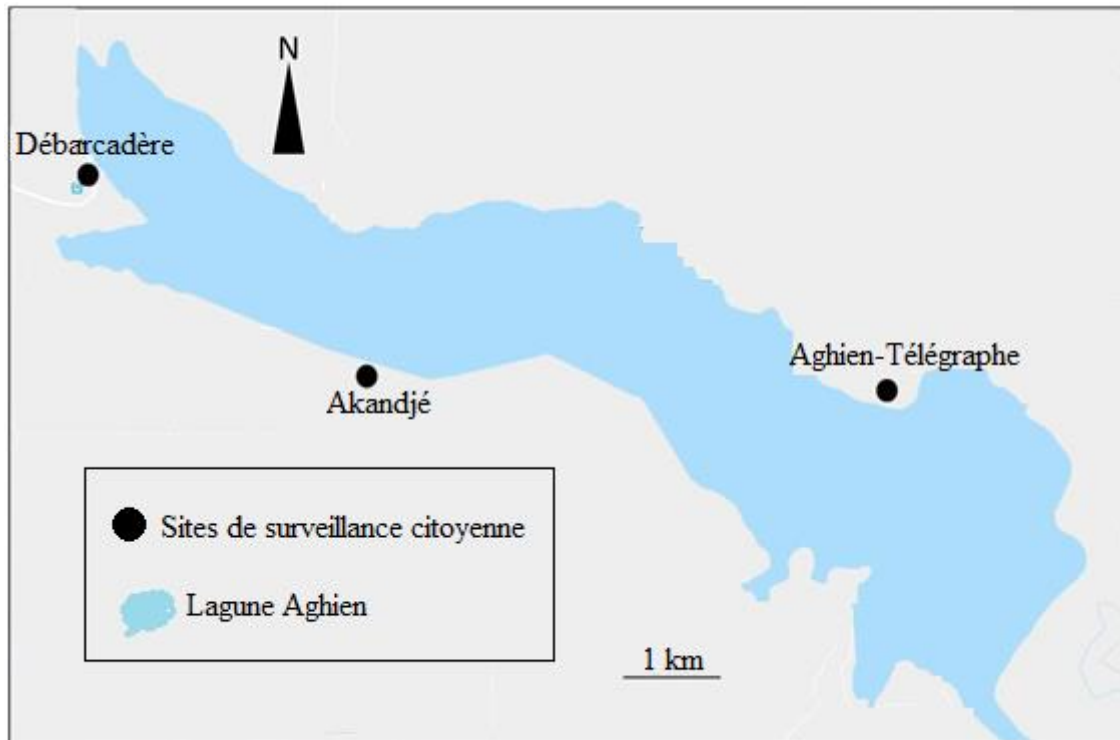 N
Débarcadère
Aghien-Télégraphe
Akandjé
Sites de surveillance citoyenne
Lagune Aghien
1 km